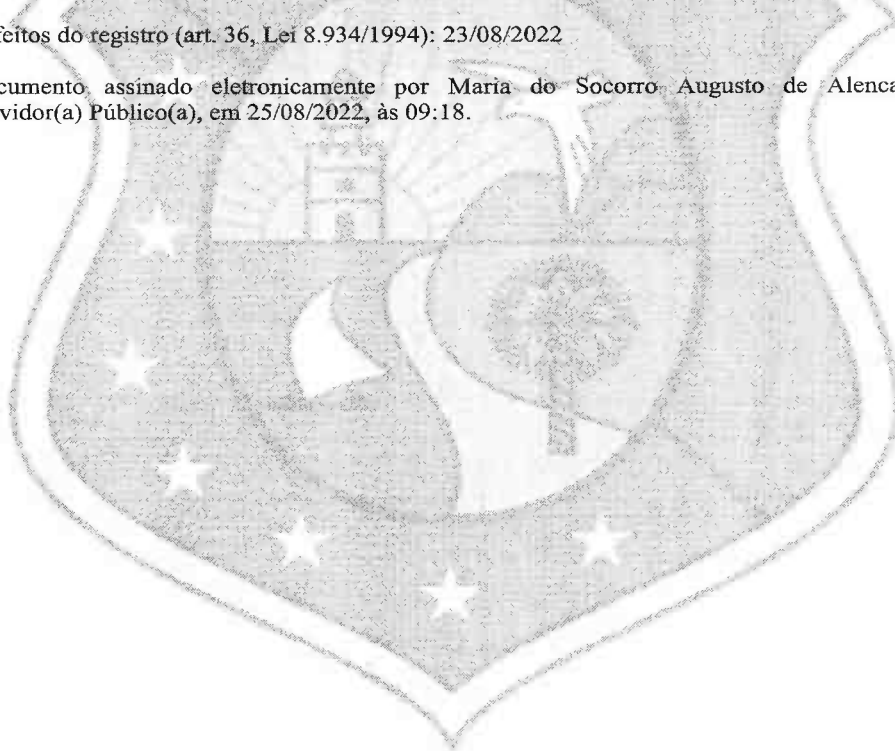 feitos do registro (art. 36, Lei 8.934/1994): 23/08/2022
cumento assinado eletronicamente por Maria do Socorro Augusto de Alenca
vidor(a) Público(a), em 25/08/2022, às 09:18.